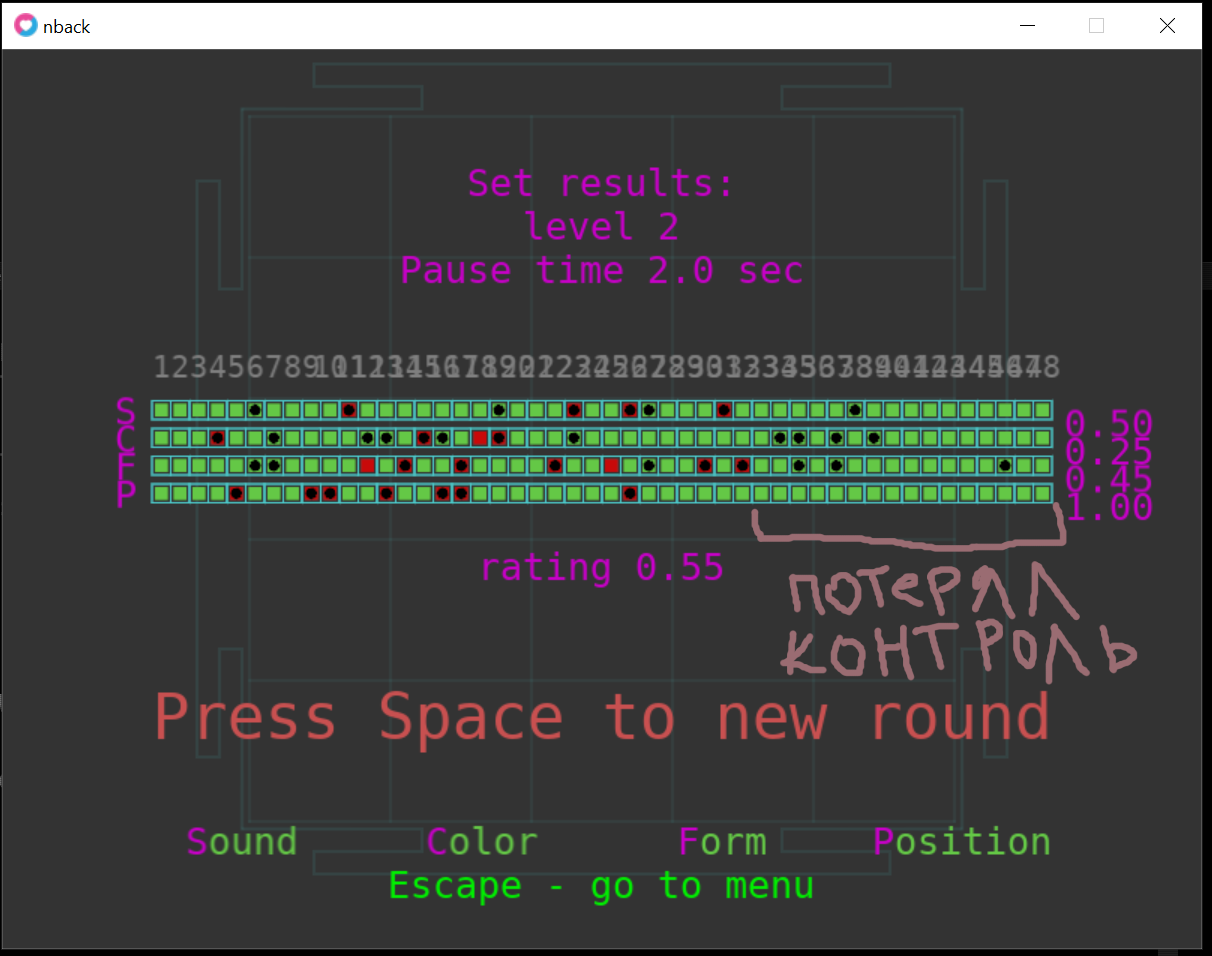 nback
Set results:
level 2
Pause time 2.0 sec
S
C
F
P
0.50
0.25
0.45
1.00
rating 0.55
потерял
контроль
Press Space to new round
Sound Color Form Position
Escape - go to menu